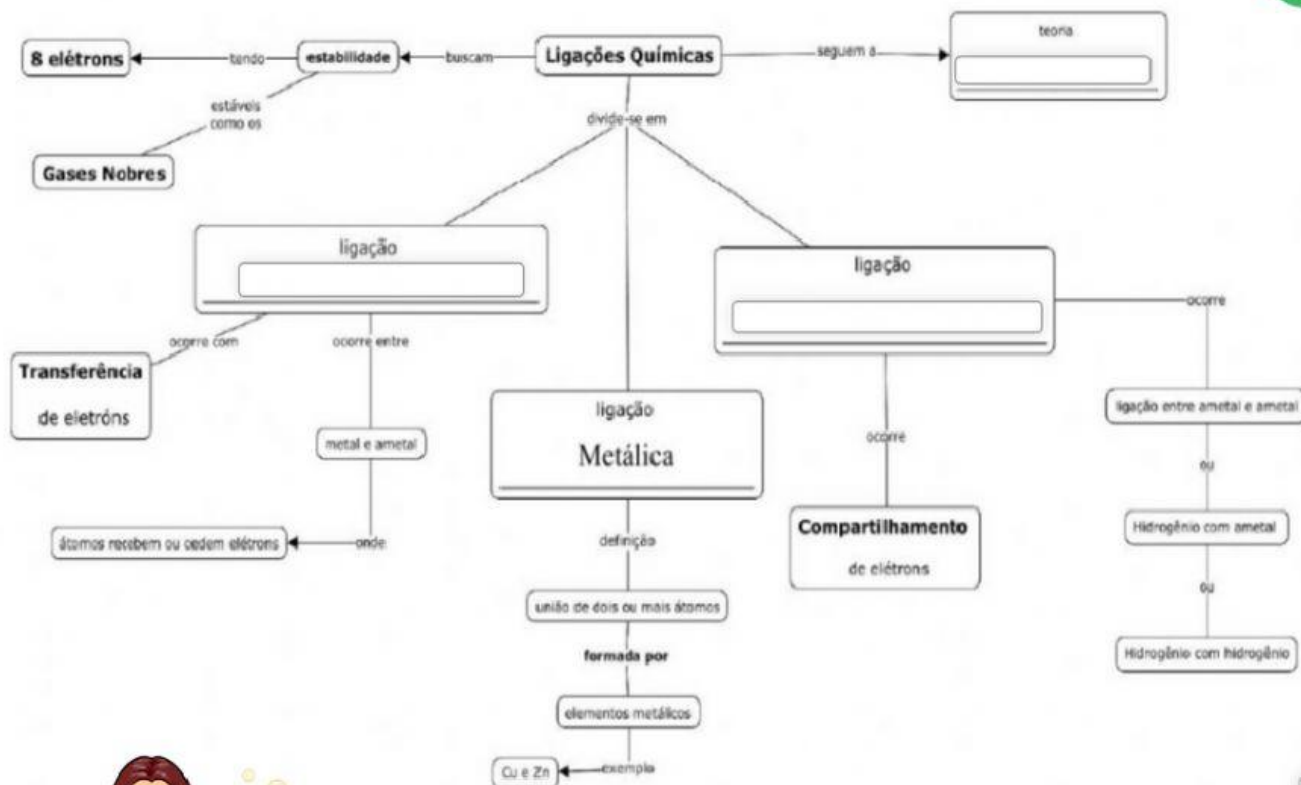 Ligações Químicas
buscam
estabilidade
tendo
8 elétrons
estáveis
como os
Gases Nobres
seguem a
teoria
divide-se em
ligação
ocorre com
Transferência
de eletróns
ocorre entre
metal e ametal
onde
átomos recebem ou cedem elétrons
ligação
Metálica
definição
união de dois ou mais átomos
formada por
elementos metálicos
exemplo
Cu e Zn
ligação
ocorre
Compartilhamento
de elétrons
ocorre
ligação entre ametal e ametal
ou
Hidrogênio com ametal
ou
Hidrogênio com hidrogênio